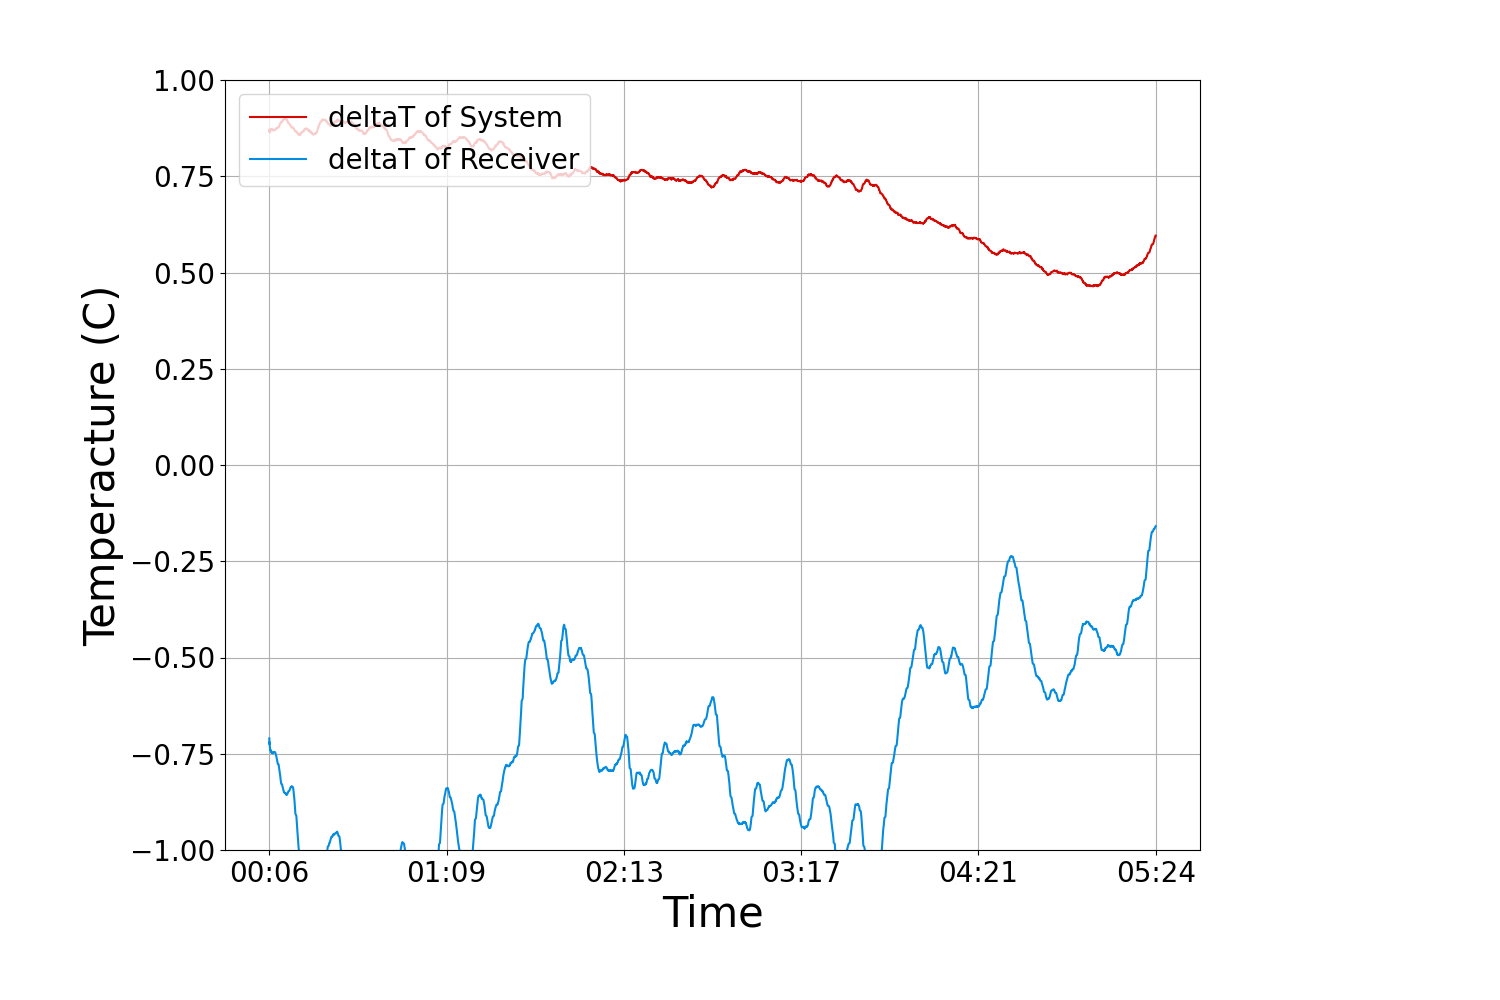 1.00
deltaT of System
deltaT of Receiver
0.75
0.50
0.25
0.00
−0.25
−0.50
−0.75
−1.00
Temperacture (C)
00:06 01:09 02:13 03:17 04:21 05:24
Time